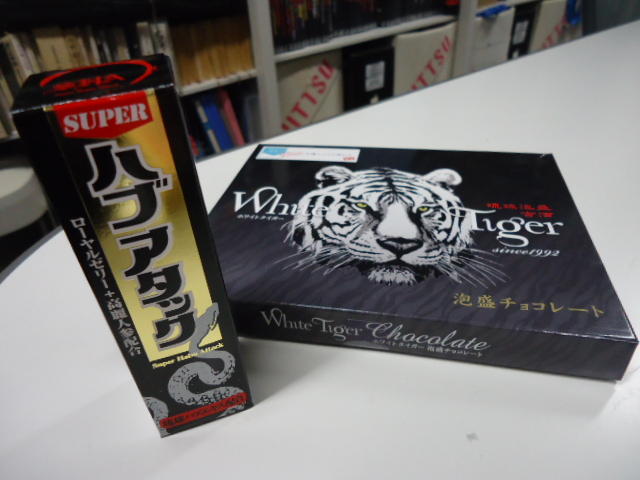 SUPER
ハブアタック
ローヤルゼリー+高麗人参配合
Super Habu Attack
White Tiger
ホワイトタイガー
琉球泡盛
古酒
since1992
泡盛チョコレート
White Tiger Chocolate
ホワイトタイガー 泡盛チョコレート